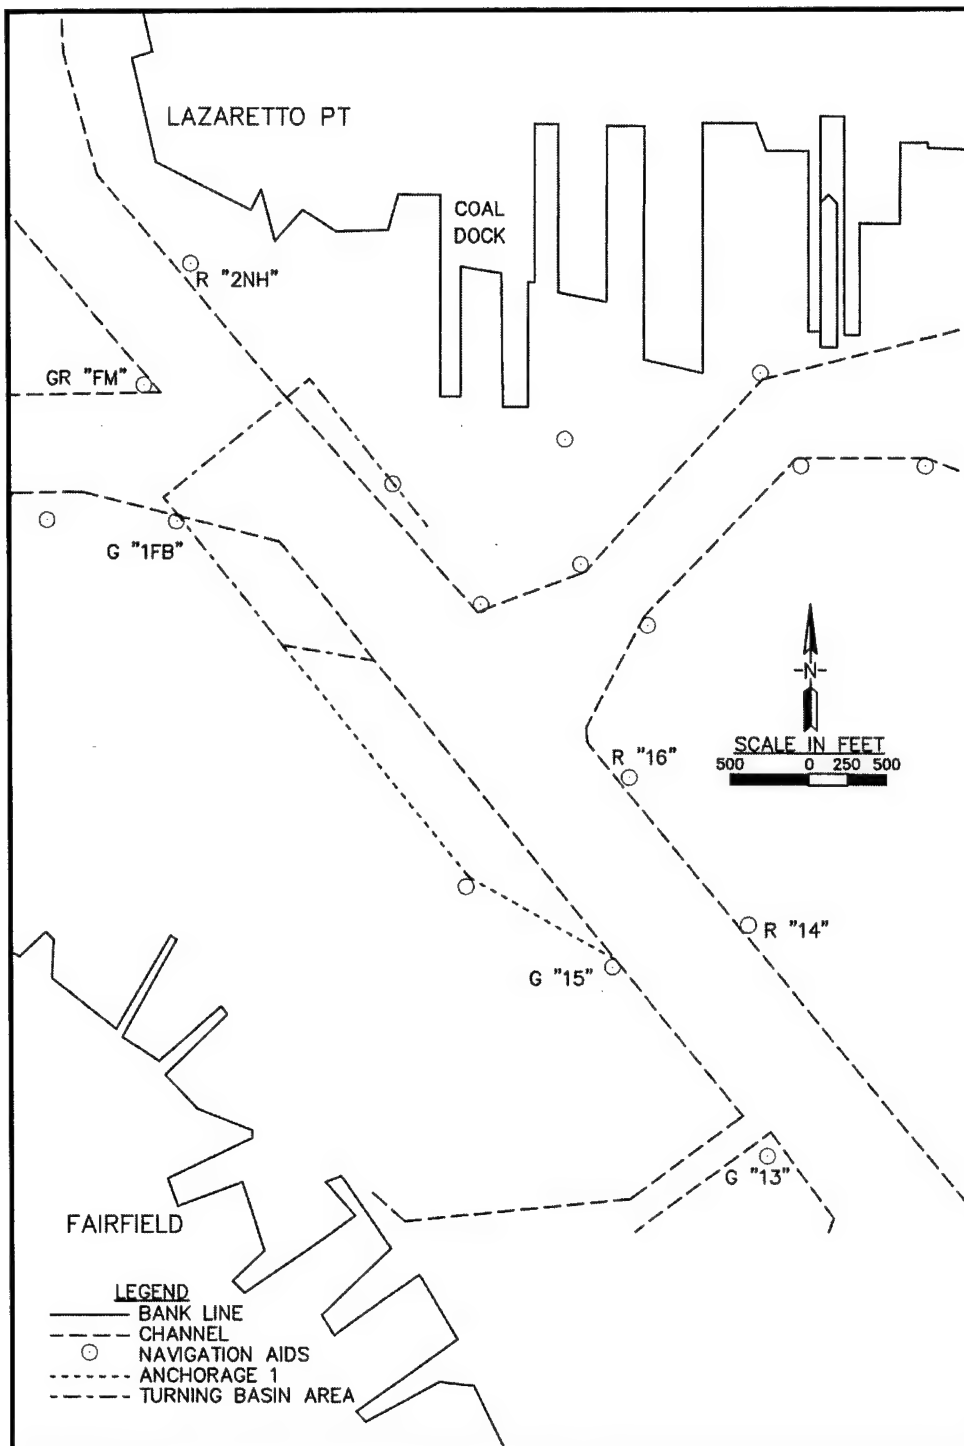 LAZARETTO PT
COAL
DOCK
R "2NH"
GR "FM"
G "1FB"
N
SCALE IN FEET
500 0 250 500
R "16"
R "14"
G "15"
G "13"
FAIRFIELD
LEGEND
BANK LINE
CHANNEL
NAVIGATION AIDS
ANCHORAGE 1
TURNING BASIN AREA